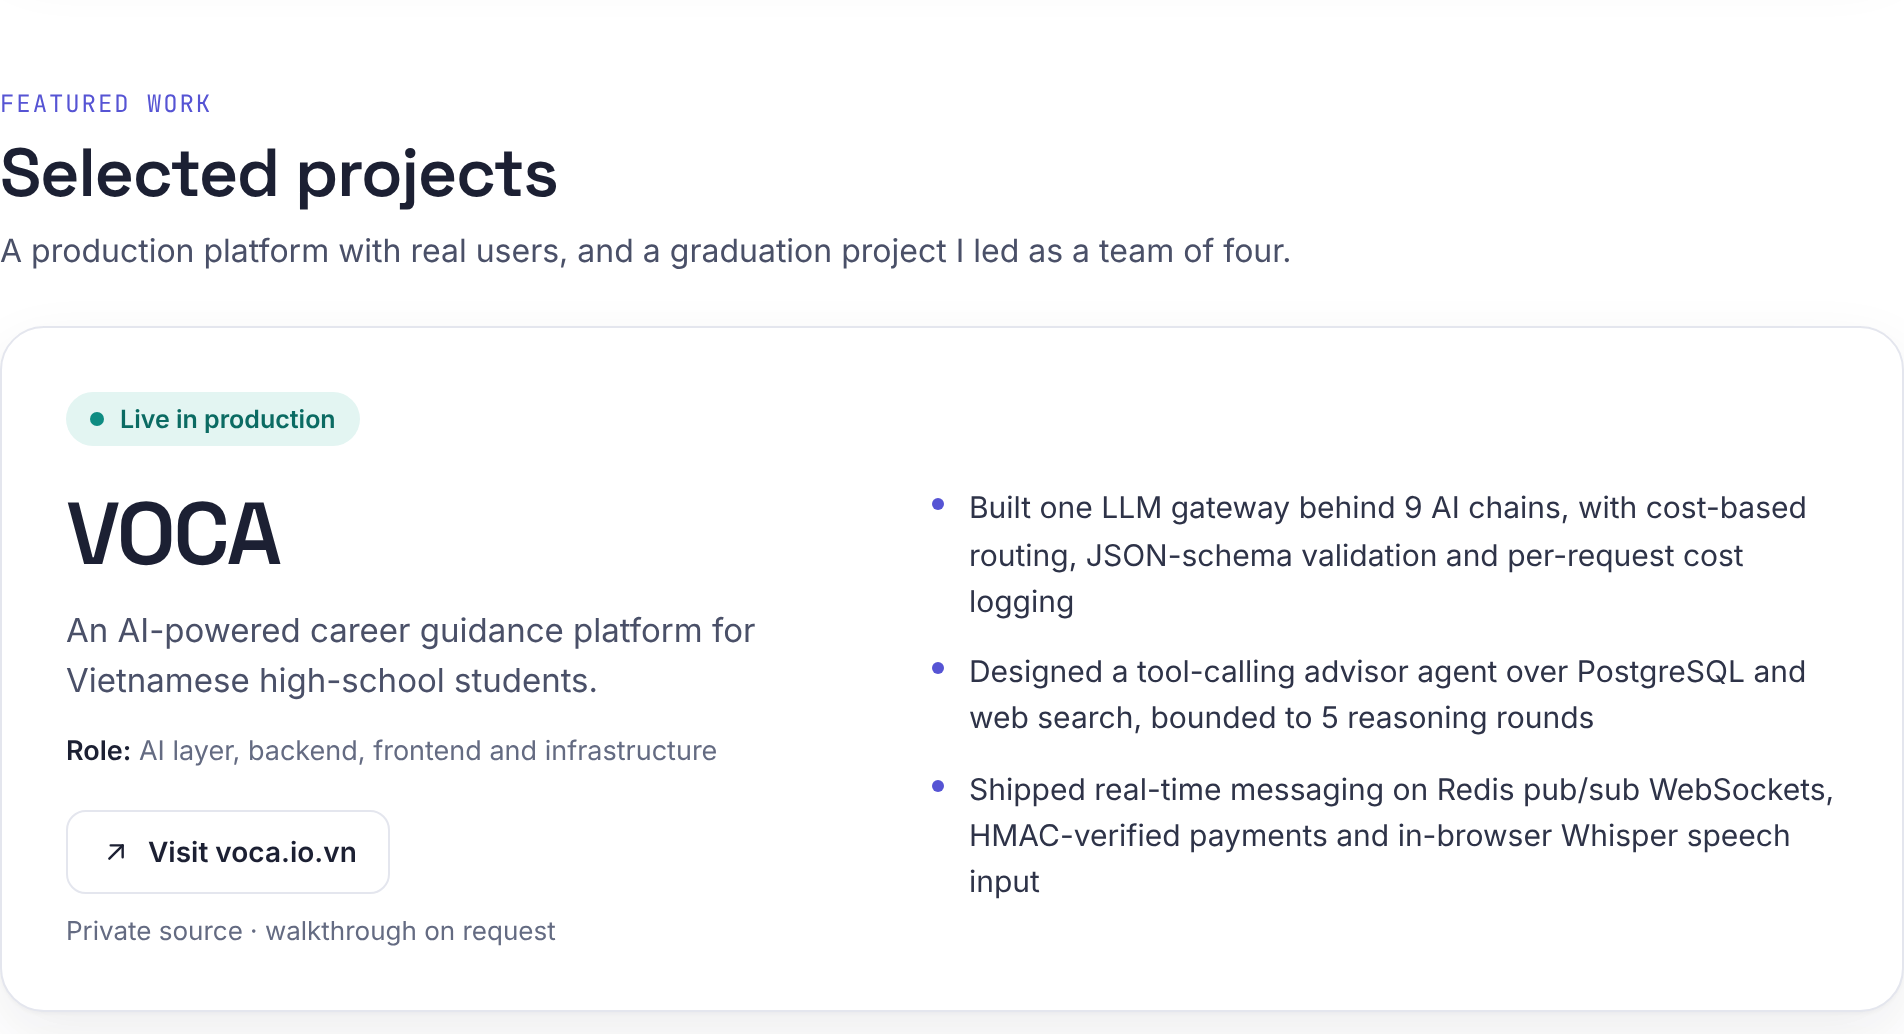 FEATURED WORK
Selected projects
A production platform with real users, and a graduation project I led as a team of four.
Live in production
VOCA
An AI-powered career guidance platform for
Vietnamese high-school students.
Role: AI layer, backend, frontend and infrastructure
Visit voca.io.vn
Private source · walkthrough on request
Built one LLM gateway behind 9 AI chains, with cost-based
routing, JSON-schema validation and per-request cost
logging
Designed a tool-calling advisor agent over PostgreSQL and
web search, bounded to 5 reasoning rounds
Shipped real-time messaging on Redis pub/sub WebSockets,
HMAC-verified payments and in-browser Whisper speech
input